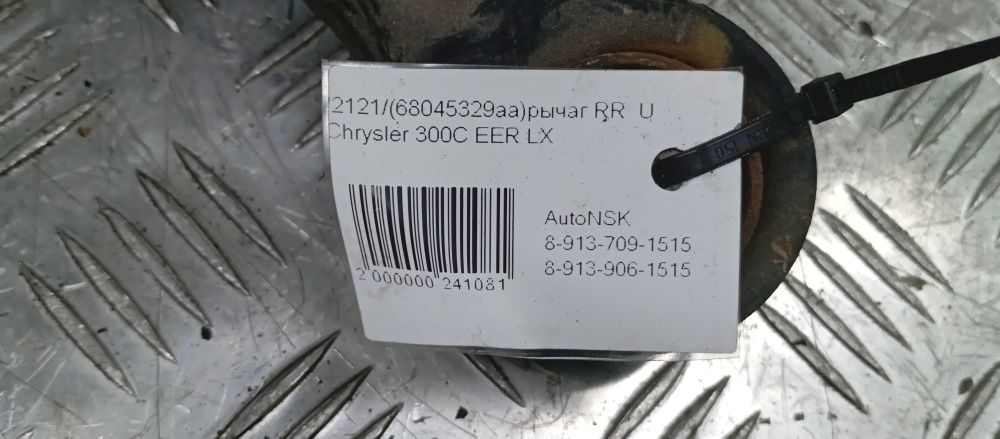 2121/(68045329aa)рычаг RR U
Chrysler 300C EER LX
AutoNSK
8-913-709-1515
8-913-906-1515
2 000000 241081